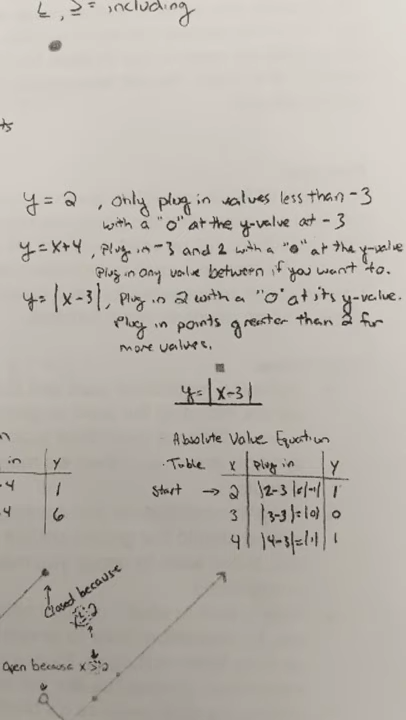 ≤, ≥ = including
ts
y = 2 , only plug in values less than -3
with a "o" at the y-value at -3
y = x+4, plug in -3 and 2 with a "o" at the y-value
plug in any value between if you want to.
y = |x-3|, plug in 2 with a "o" at its y-value.
plug in points greater than 2 for
more values.
y = |x-3|
Absolute Value Equation
n
Table x plug in y
in y
start → 2 |2-3|=|-1| 1
4 1
3 |3-3|=|0| 0
4 6
4 |4-3|=|1| 1
closed because
x≤2
open because x>2